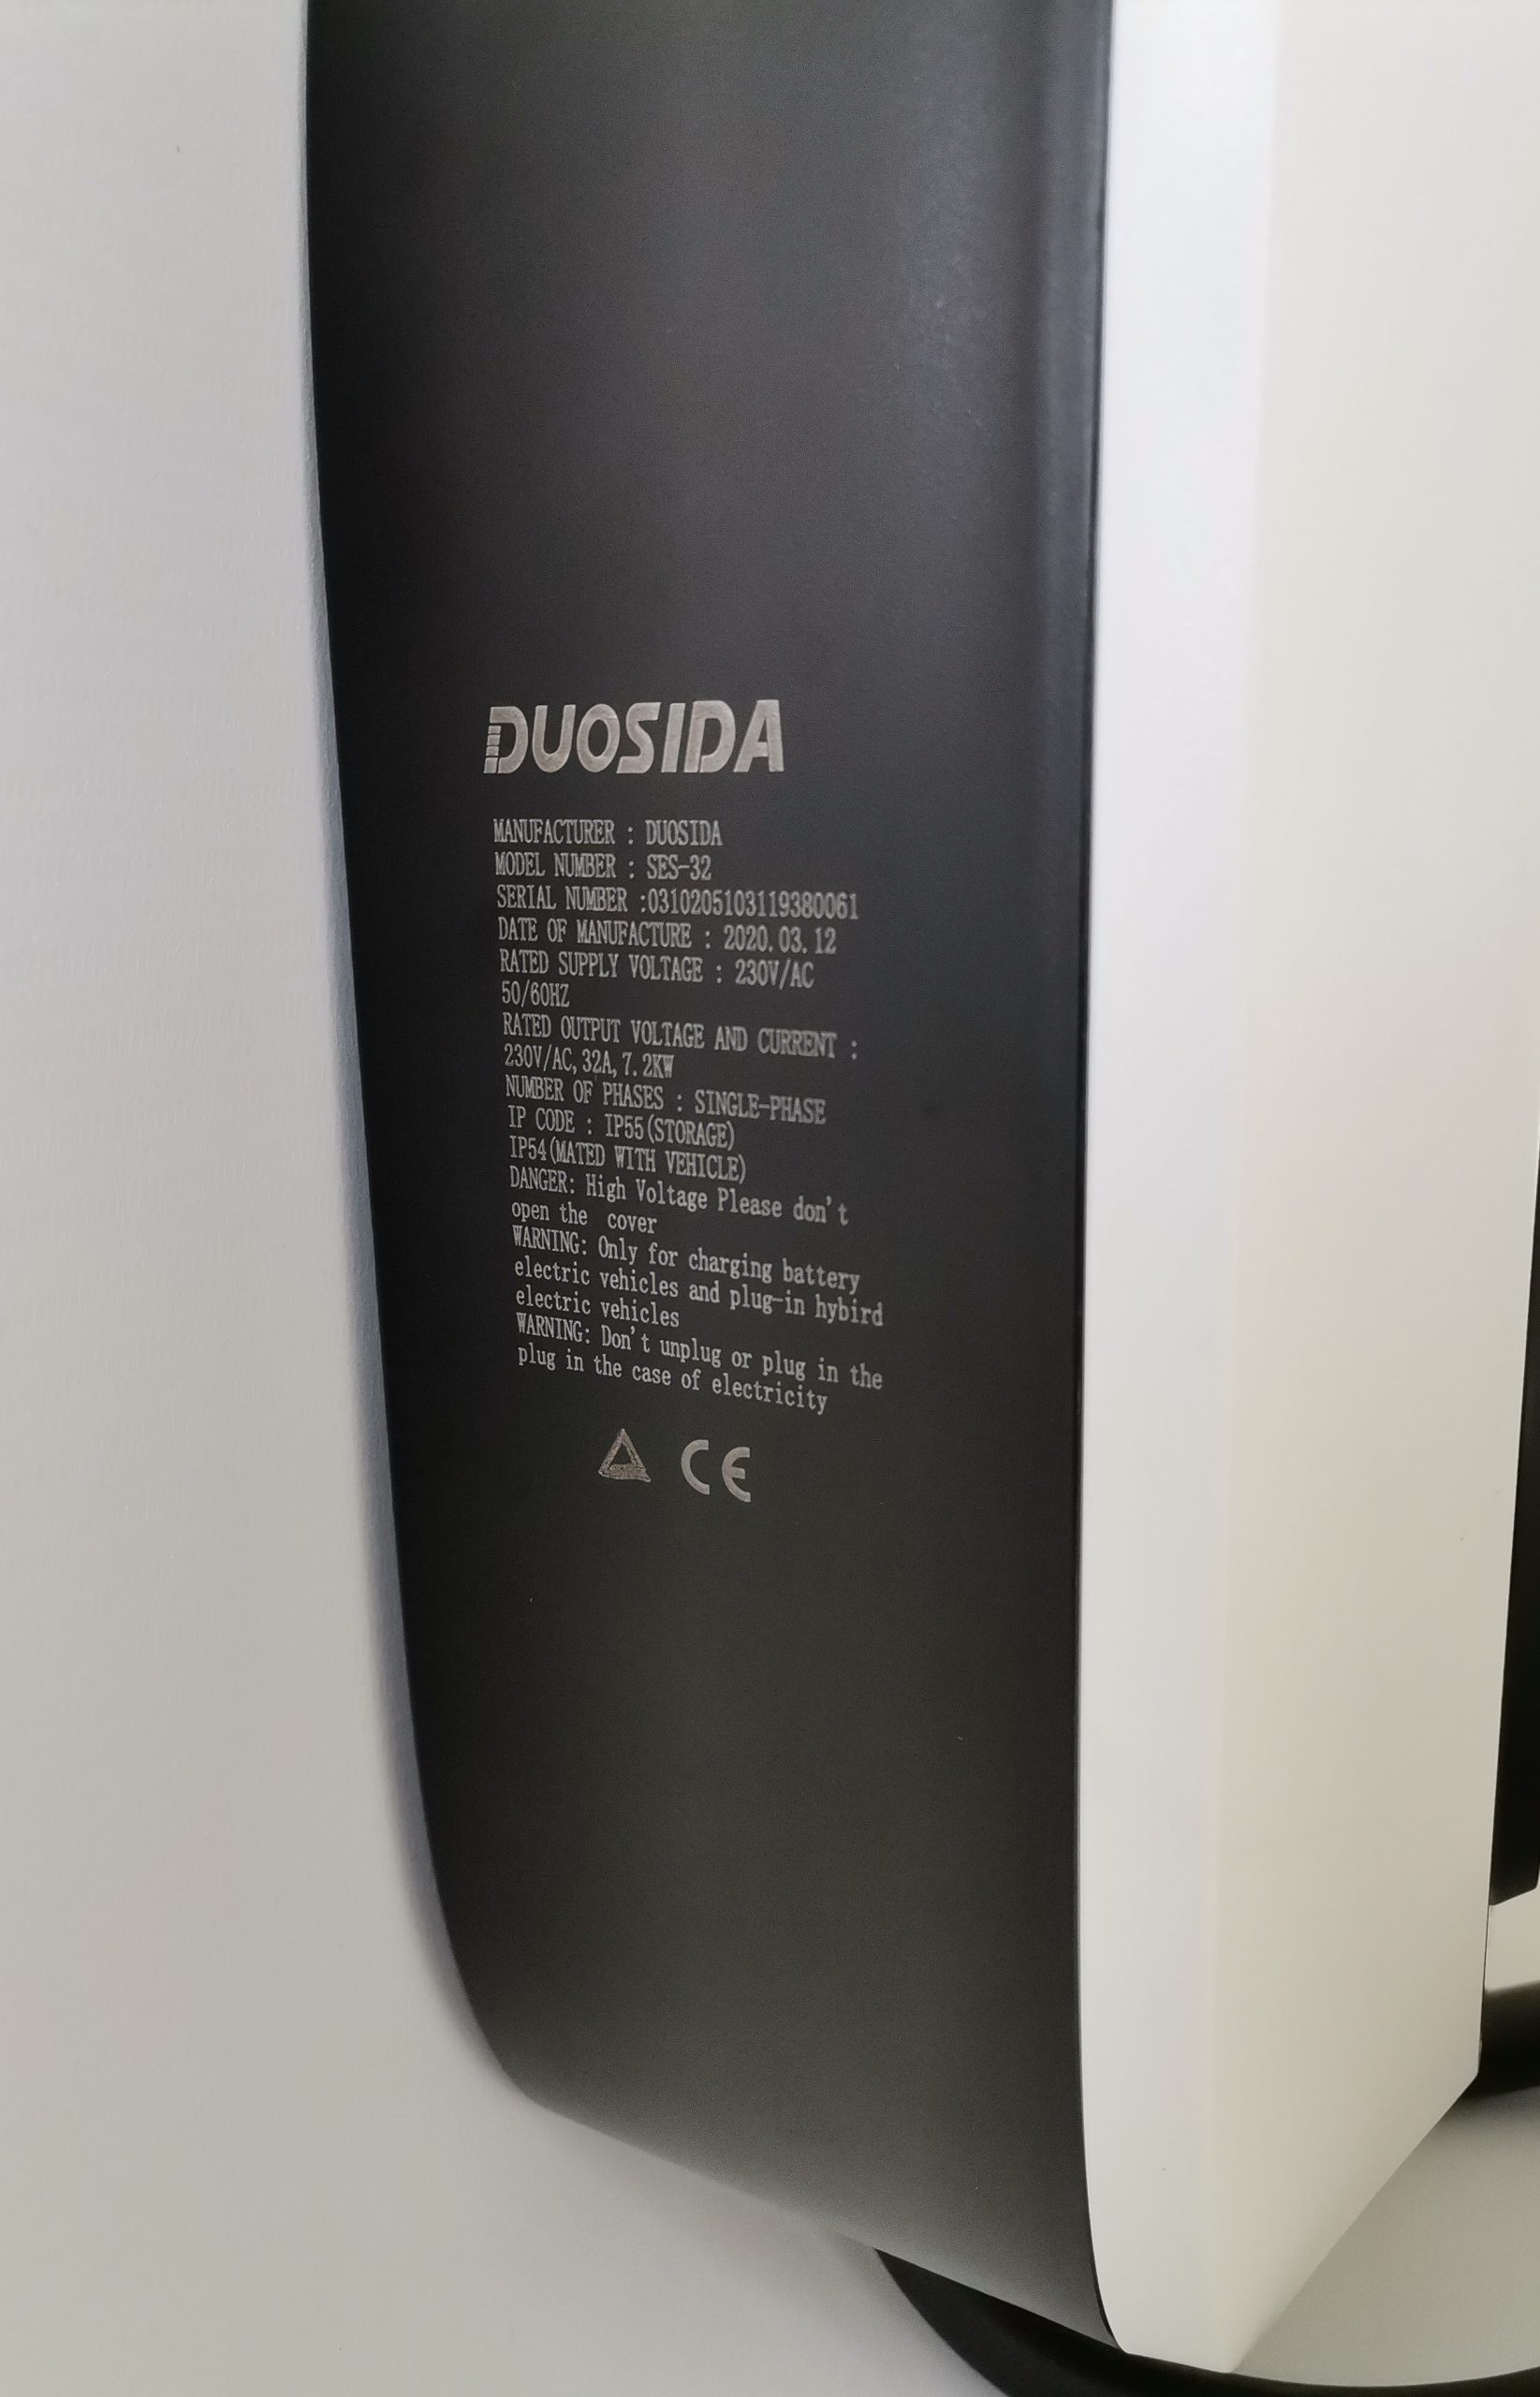 DUOSIDA
MANUFACTURER : DUOSIDA
MODEL NUMBER : SES-32
SERIAL NUMBER :0310205103119380061
DATE OF MANUFACTURE : 2020.03.12
RATED SUPPLY VOLTAGE : 230V/AC
50/60HZ
RATED OUTPUT VOLTAGE AND CURRENT :
230V/AC,32A,7.2KW
NUMBER OF PHASES : SINGLE-PHASE
IP CODE : IP55(STORAGE)
IP54(MATED WITH VEHICLE)
DANGER: High Voltage Please don't
open the cover
WARNING: Only for charging battery
electric vehicles and plug-in hybird
electric vehicles
WARNING: Don't unplug or plug in the
plug in the case of electricity
CE